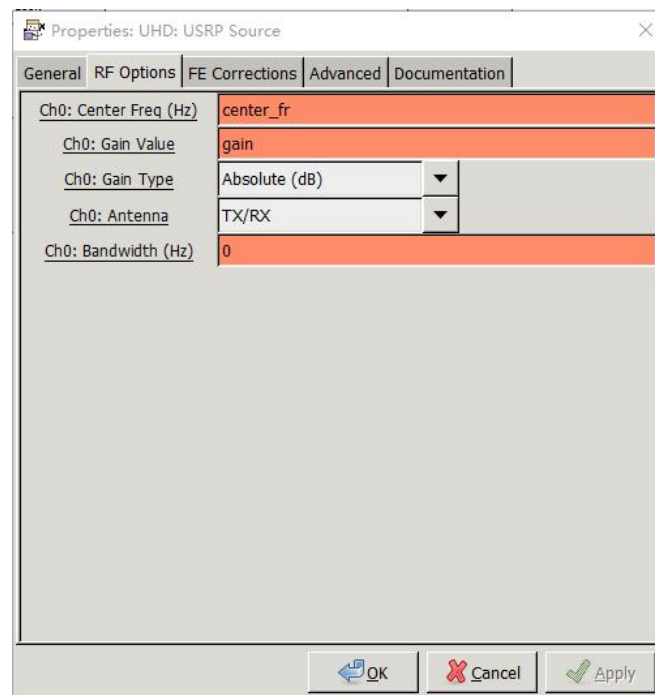 Properties: UHD: USRP Source
General RF Options FE Corrections Advanced Documentation
Ch0: Center Freq (Hz) center_fr
Ch0: Gain Value gain
Ch0: Gain Type Absolute (dB)
Ch0: Antenna TX/RX
Ch0: Bandwidth (Hz) 0
OK Cancel Apply